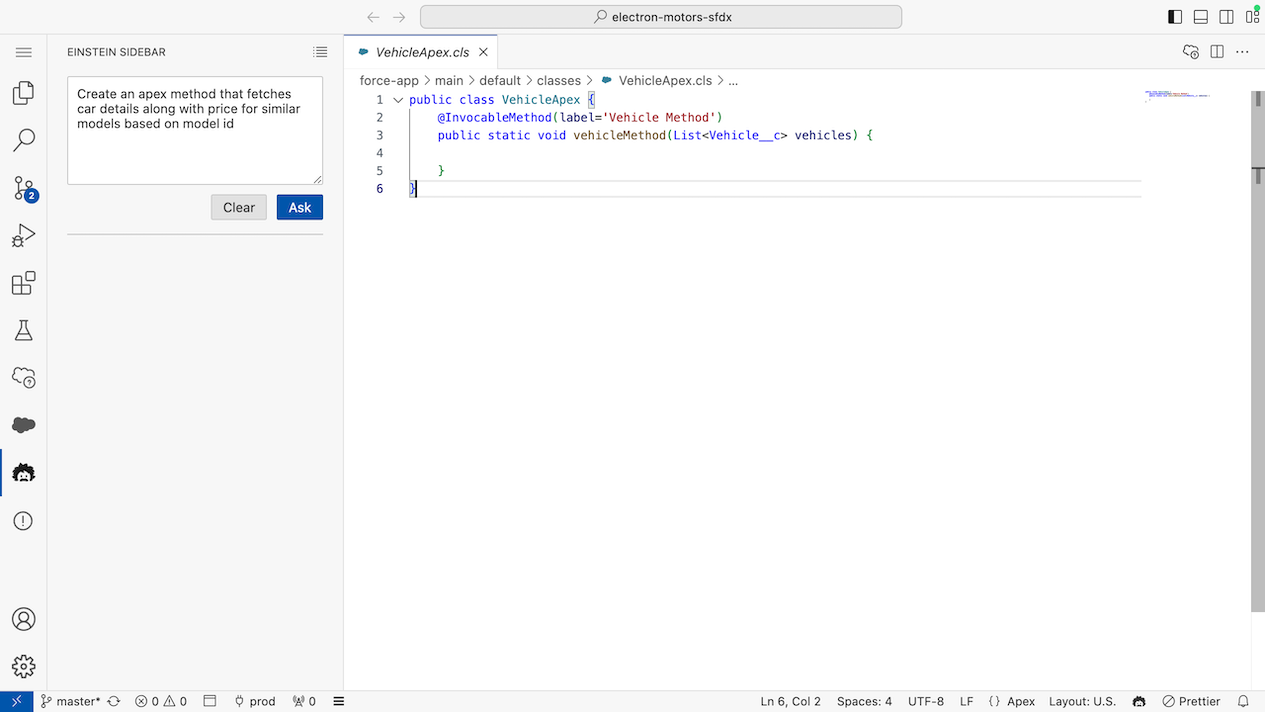 electron-motors-sfdx
EINSTEIN SIDEBAR
Create an apex method that fetches
car details along with price for similar
models based on model id
Clear
Ask
2
VehicleApex.cls
force-app > main > default > classes > VehicleApex.cls > ...
1 public class VehicleApex {
2 @InvocableMethod(label='Vehicle Method')
3 public static void vehicleMethod(List<Vehicle__c> vehicles) {
4
5 }
6 }
master* 0 0 prod 0 Ln 6, Col 2 Spaces: 4 UTF-8 LF {} Apex Layout: U.S. Prettier